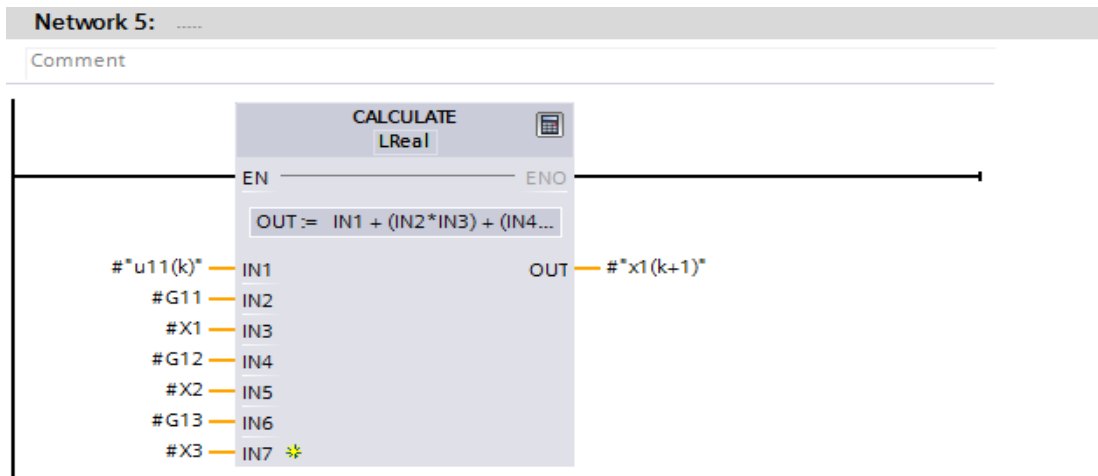 Network 5: .....
Comment
CALCULATE
LReal
EN ENO
OUT := IN1 + (IN2*IN3) + (IN4...
#"u11(k)" IN1 OUT #"x1(k+1)"
#G11 IN2
#X1 IN3
#G12 IN4
#X2 IN5
#G13 IN6
#X3 IN7